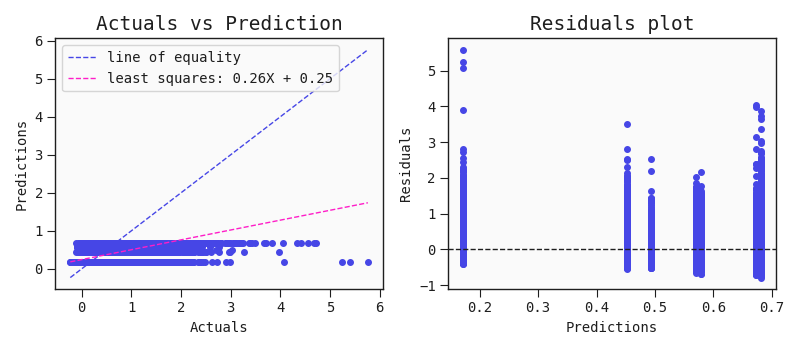 Actuals vs Prediction
line of equality
least squares: 0.26X + 0.25
Predictions
6
5
4
3
2
1
0
0 1 2 3 4 5 6
Actuals
Residuals plot
Residuals
5
4
3
2
1
0
−1
0.2 0.3 0.4 0.5 0.6 0.7
Predictions